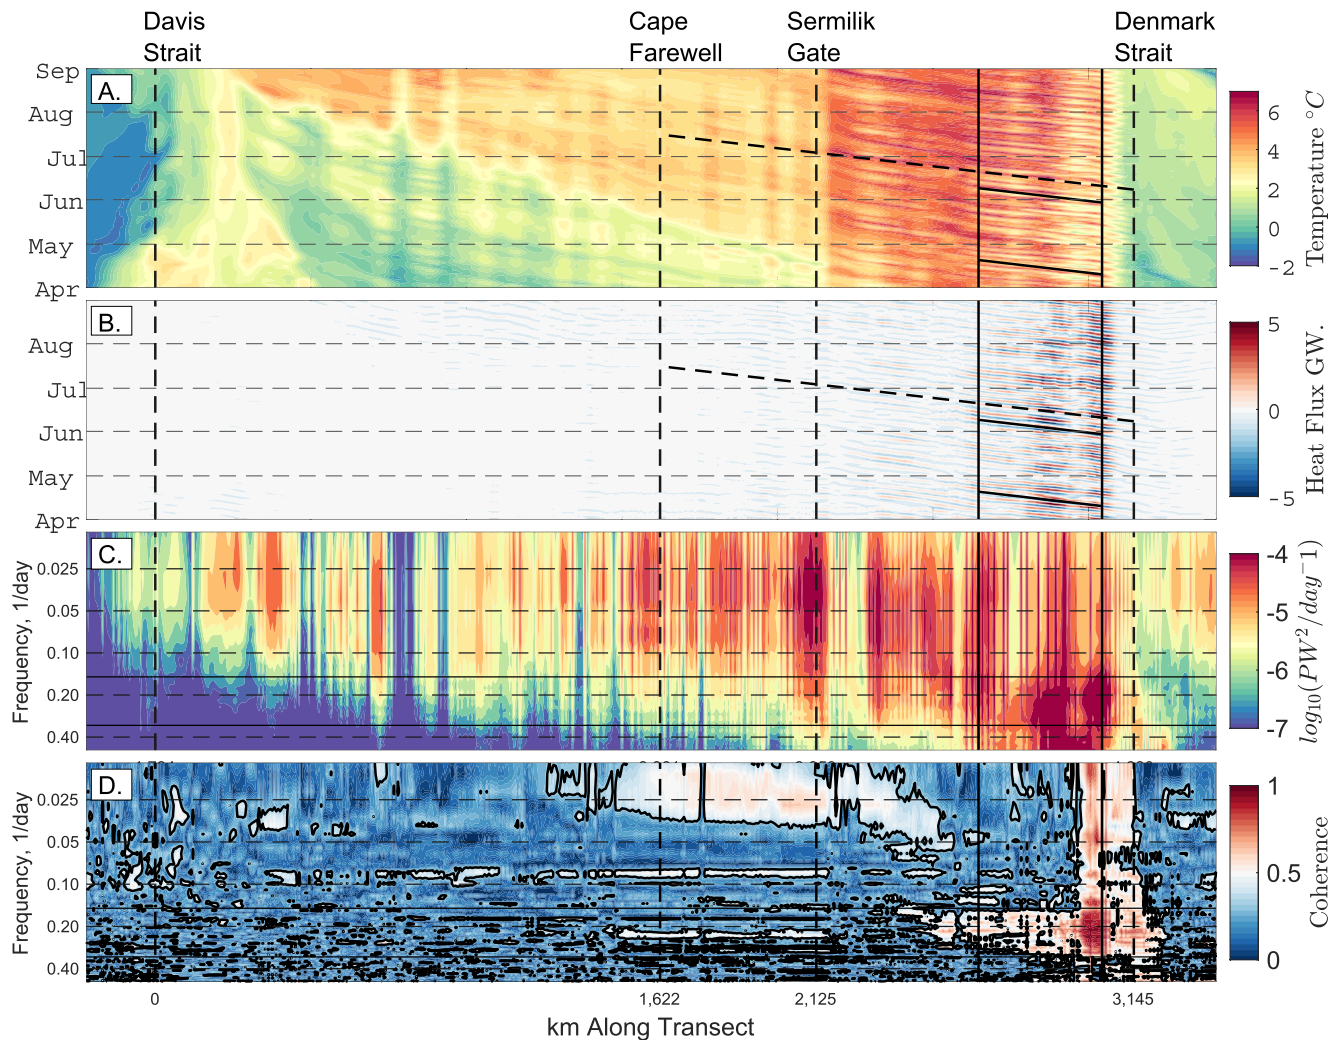 Davis Strait
Cape Farewell
Sermilik Gate
Denmark Strait
A.
Sep
Aug
Jul
Jun
May
Apr
6
4
2
0
-2
Temperature °C
B.
Aug
Jul
Jun
May
Apr
5
0
-5
Heat Flux GW.
C.
Frequency, 1/day
0.025
0.05
0.10
0.20
0.40
-4
-5
-6
-7
log10(PW²/day⁻¹)
D.
Frequency, 1/day
0.025
0.05
0.10
0.20
0.40
1
0.5
0
Coherence
0
1,622
2,125
3,145
km Along Transect